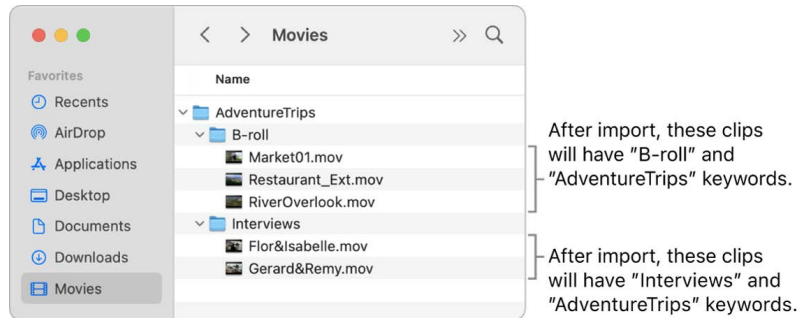 Movies
Favorites
Recents
AirDrop
Applications
Desktop
Documents
Downloads
Movies
Name
AdventureTrips
B-roll
Market01.mov
Restaurant_Ext.mov
RiverOverlook.mov
Interviews
Flor&Isabelle.mov
Gerard&Remy.mov
After import, these clips
will have "B-roll" and
"AdventureTrips" keywords.
After import, these clips
will have "Interviews" and
"AdventureTrips" keywords.